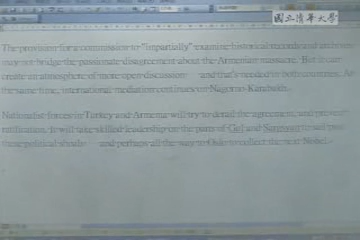 國立清華大學
The provision for a commission to "impartially" examine historical records and archives
may not bridge the passionate disagreement about the Armenian massacre. But it can
create an atmosphere of more open discussion and that's needed in both countries. At
the same time, international mediation continues on Nagorno-Karabakh.
Nationalist forces in Turkey and Armenia will try to derail the agreement, and prevent
ratification. It will take skilled leadership on the parts of Gul and Sargsyan to
those political shoals and perhaps all the way to Oslo to collect the next Nobel.